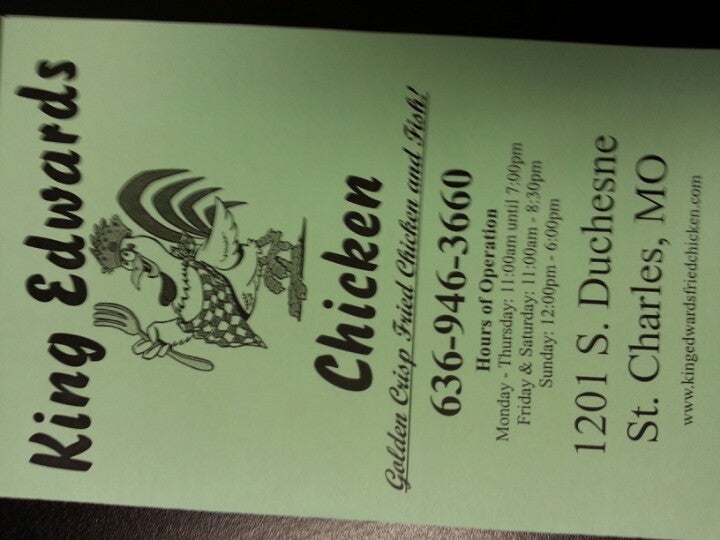 King Edwards
Chicken
Golden Crisp Fried Chicken and Fish!
636-946-3660
Hours of Operation
Monday - Thursday: 11:00am until 7:00pm
Friday & Saturday: 11:00am - 8:30pm
Sunday: 12:00pm - 6:00pm
1201 S. Duchesne
St. Charles, MO
www.kingedwardsfriedchicken.com